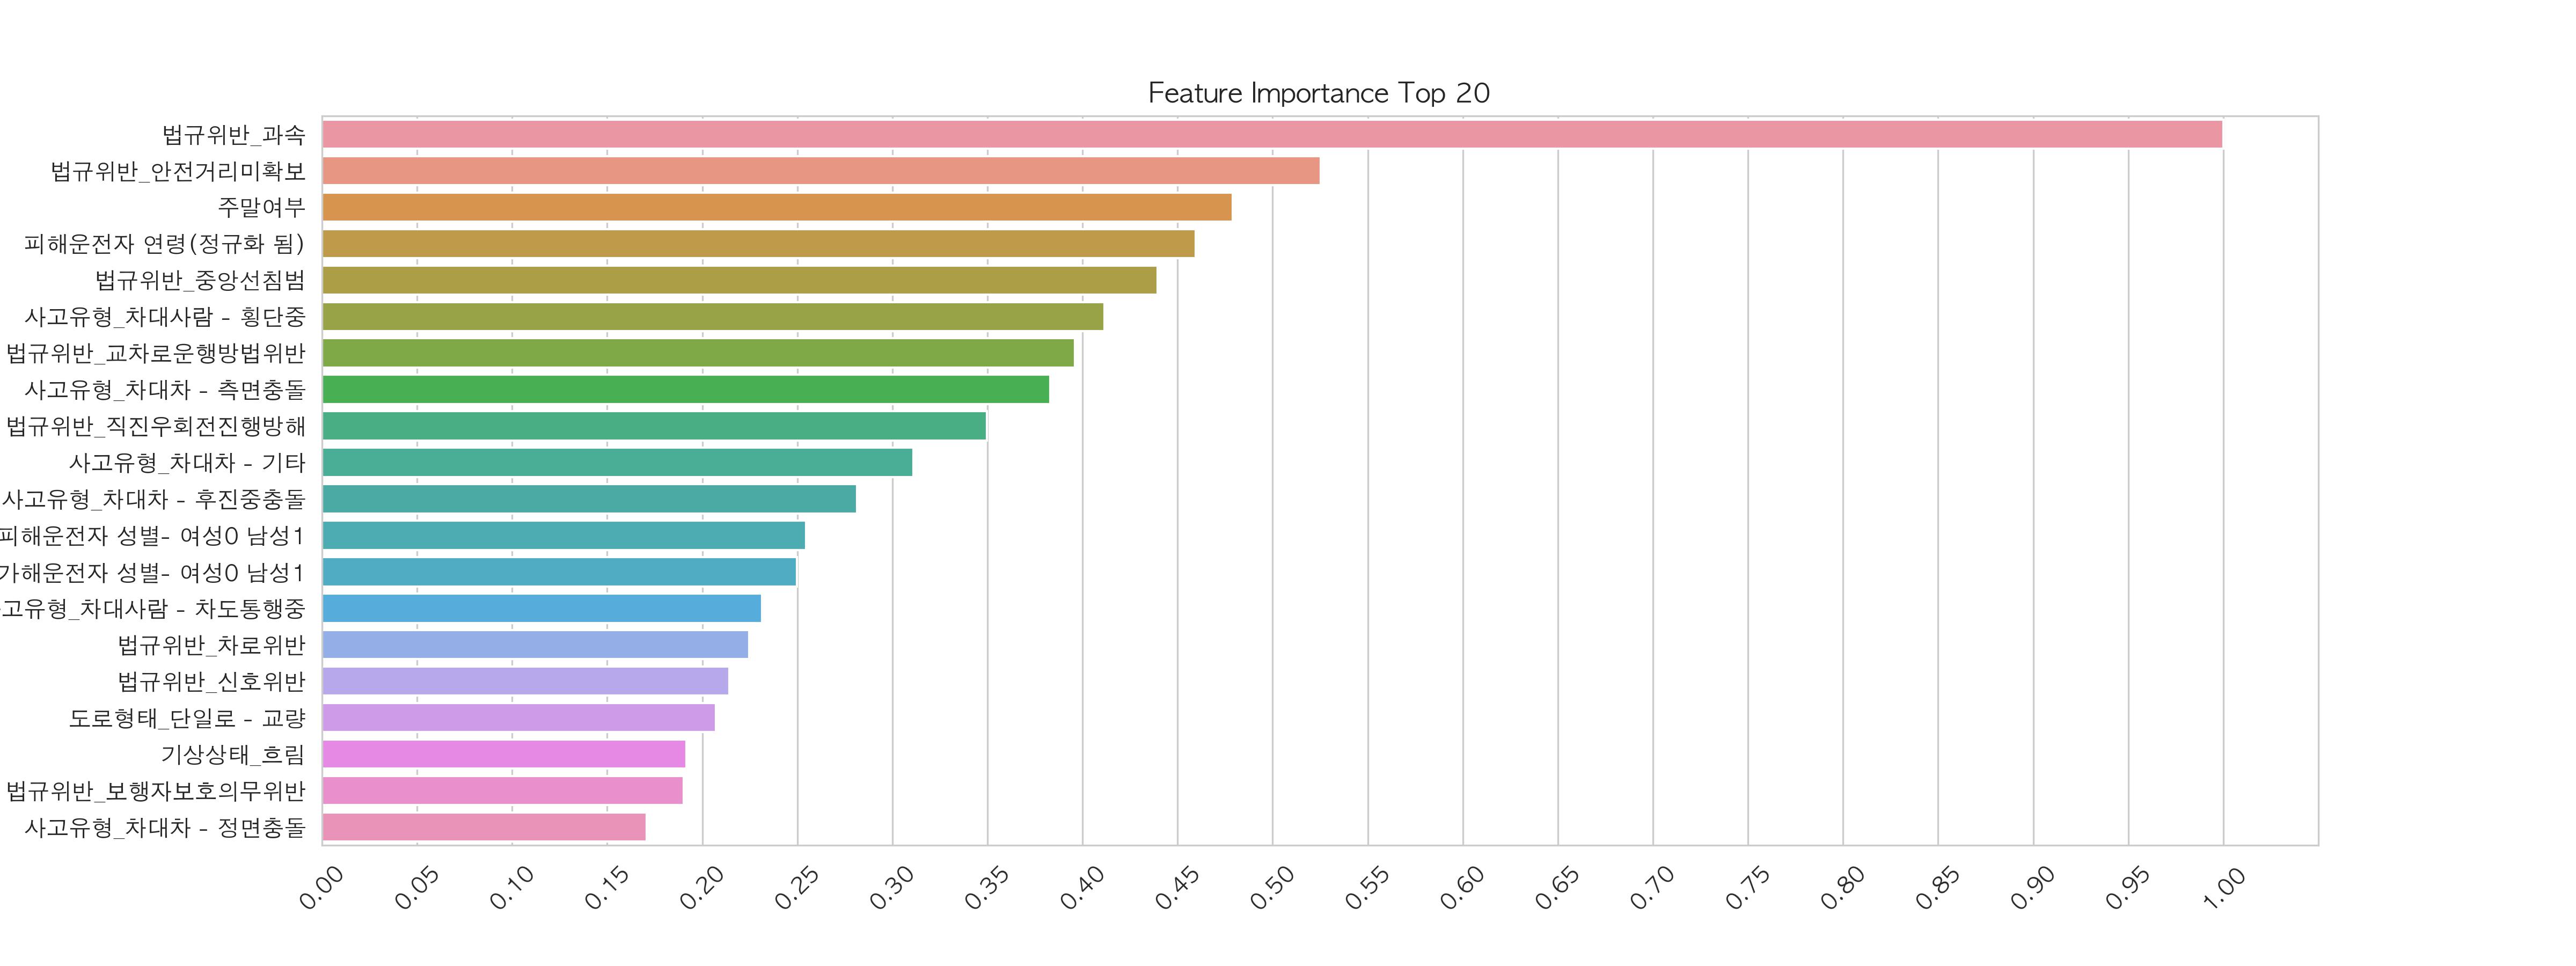 Feature Importance Top 20
법규위반_과속
법규위반_안전거리미확보
주말여부
피해운전자 연령(정규화 됨)
법규위반_중앙선침범
사고유형_차대사람 - 횡단중
법규위반_교차로운행방법위반
사고유형_차대차 - 측면충돌
법규위반_직진우회전진행방해
사고유형_차대차 - 기타
사고유형_차대차 - 후진중충돌
피해운전자 성별- 여성0 남성1
가해운전자 성별- 여성0 남성1
고유형_차대사람 - 차도통행중
법규위반_차로위반
법규위반_신호위반
도로형태_단일로 - 교량
기상상태_흐림
법규위반_보행자보호의무위반
사고유형_차대차 - 정면충돌
0.00 0.05 0.10 0.15 0.20 0.25 0.30 0.35 0.40 0.45 0.50 0.55 0.60 0.65 0.70 0.75 0.80 0.85 0.90 0.95 1.00